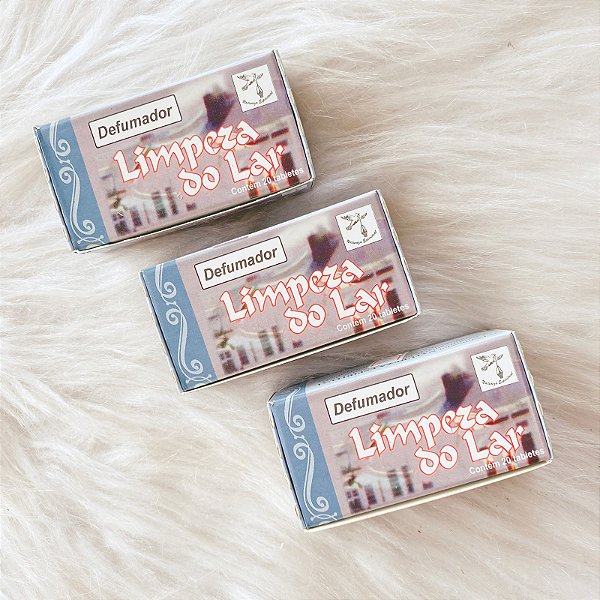 Defumador
Limpeza
do Lar
Contém 20 tabletes
Defumador
Limpeza
do Lar
Contém 20 tabletes
Defumador
Limpeza
do Lar
Contém 20 tabletes